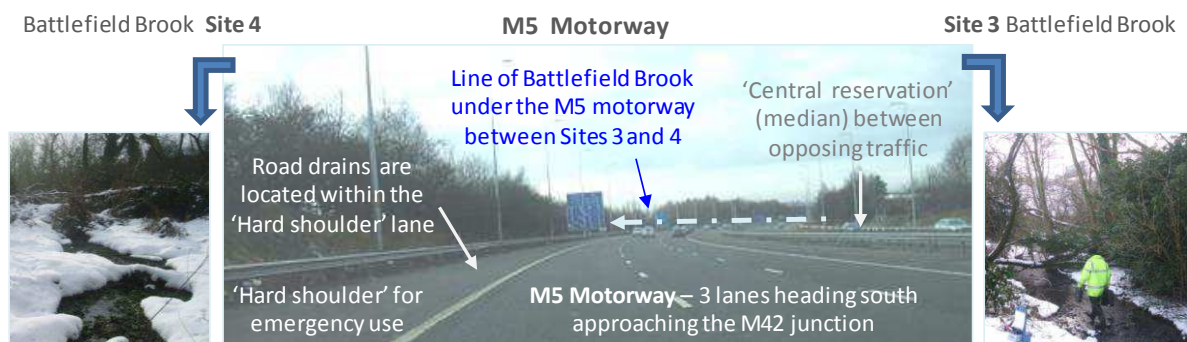 Battlefield Brook Site 4
M5 Motorway
Site 3 Battlefield Brook
Line of Battlefield Brook
under the M5 motorway
between Sites 3 and 4
‘Central reservation’
(median) between
opposing traffic
Road drains are
located within the
‘Hard shoulder’ lane
‘Hard shoulder’ for
emergency use
M5 Motorway – 3 lanes heading south
approaching the M42 junction